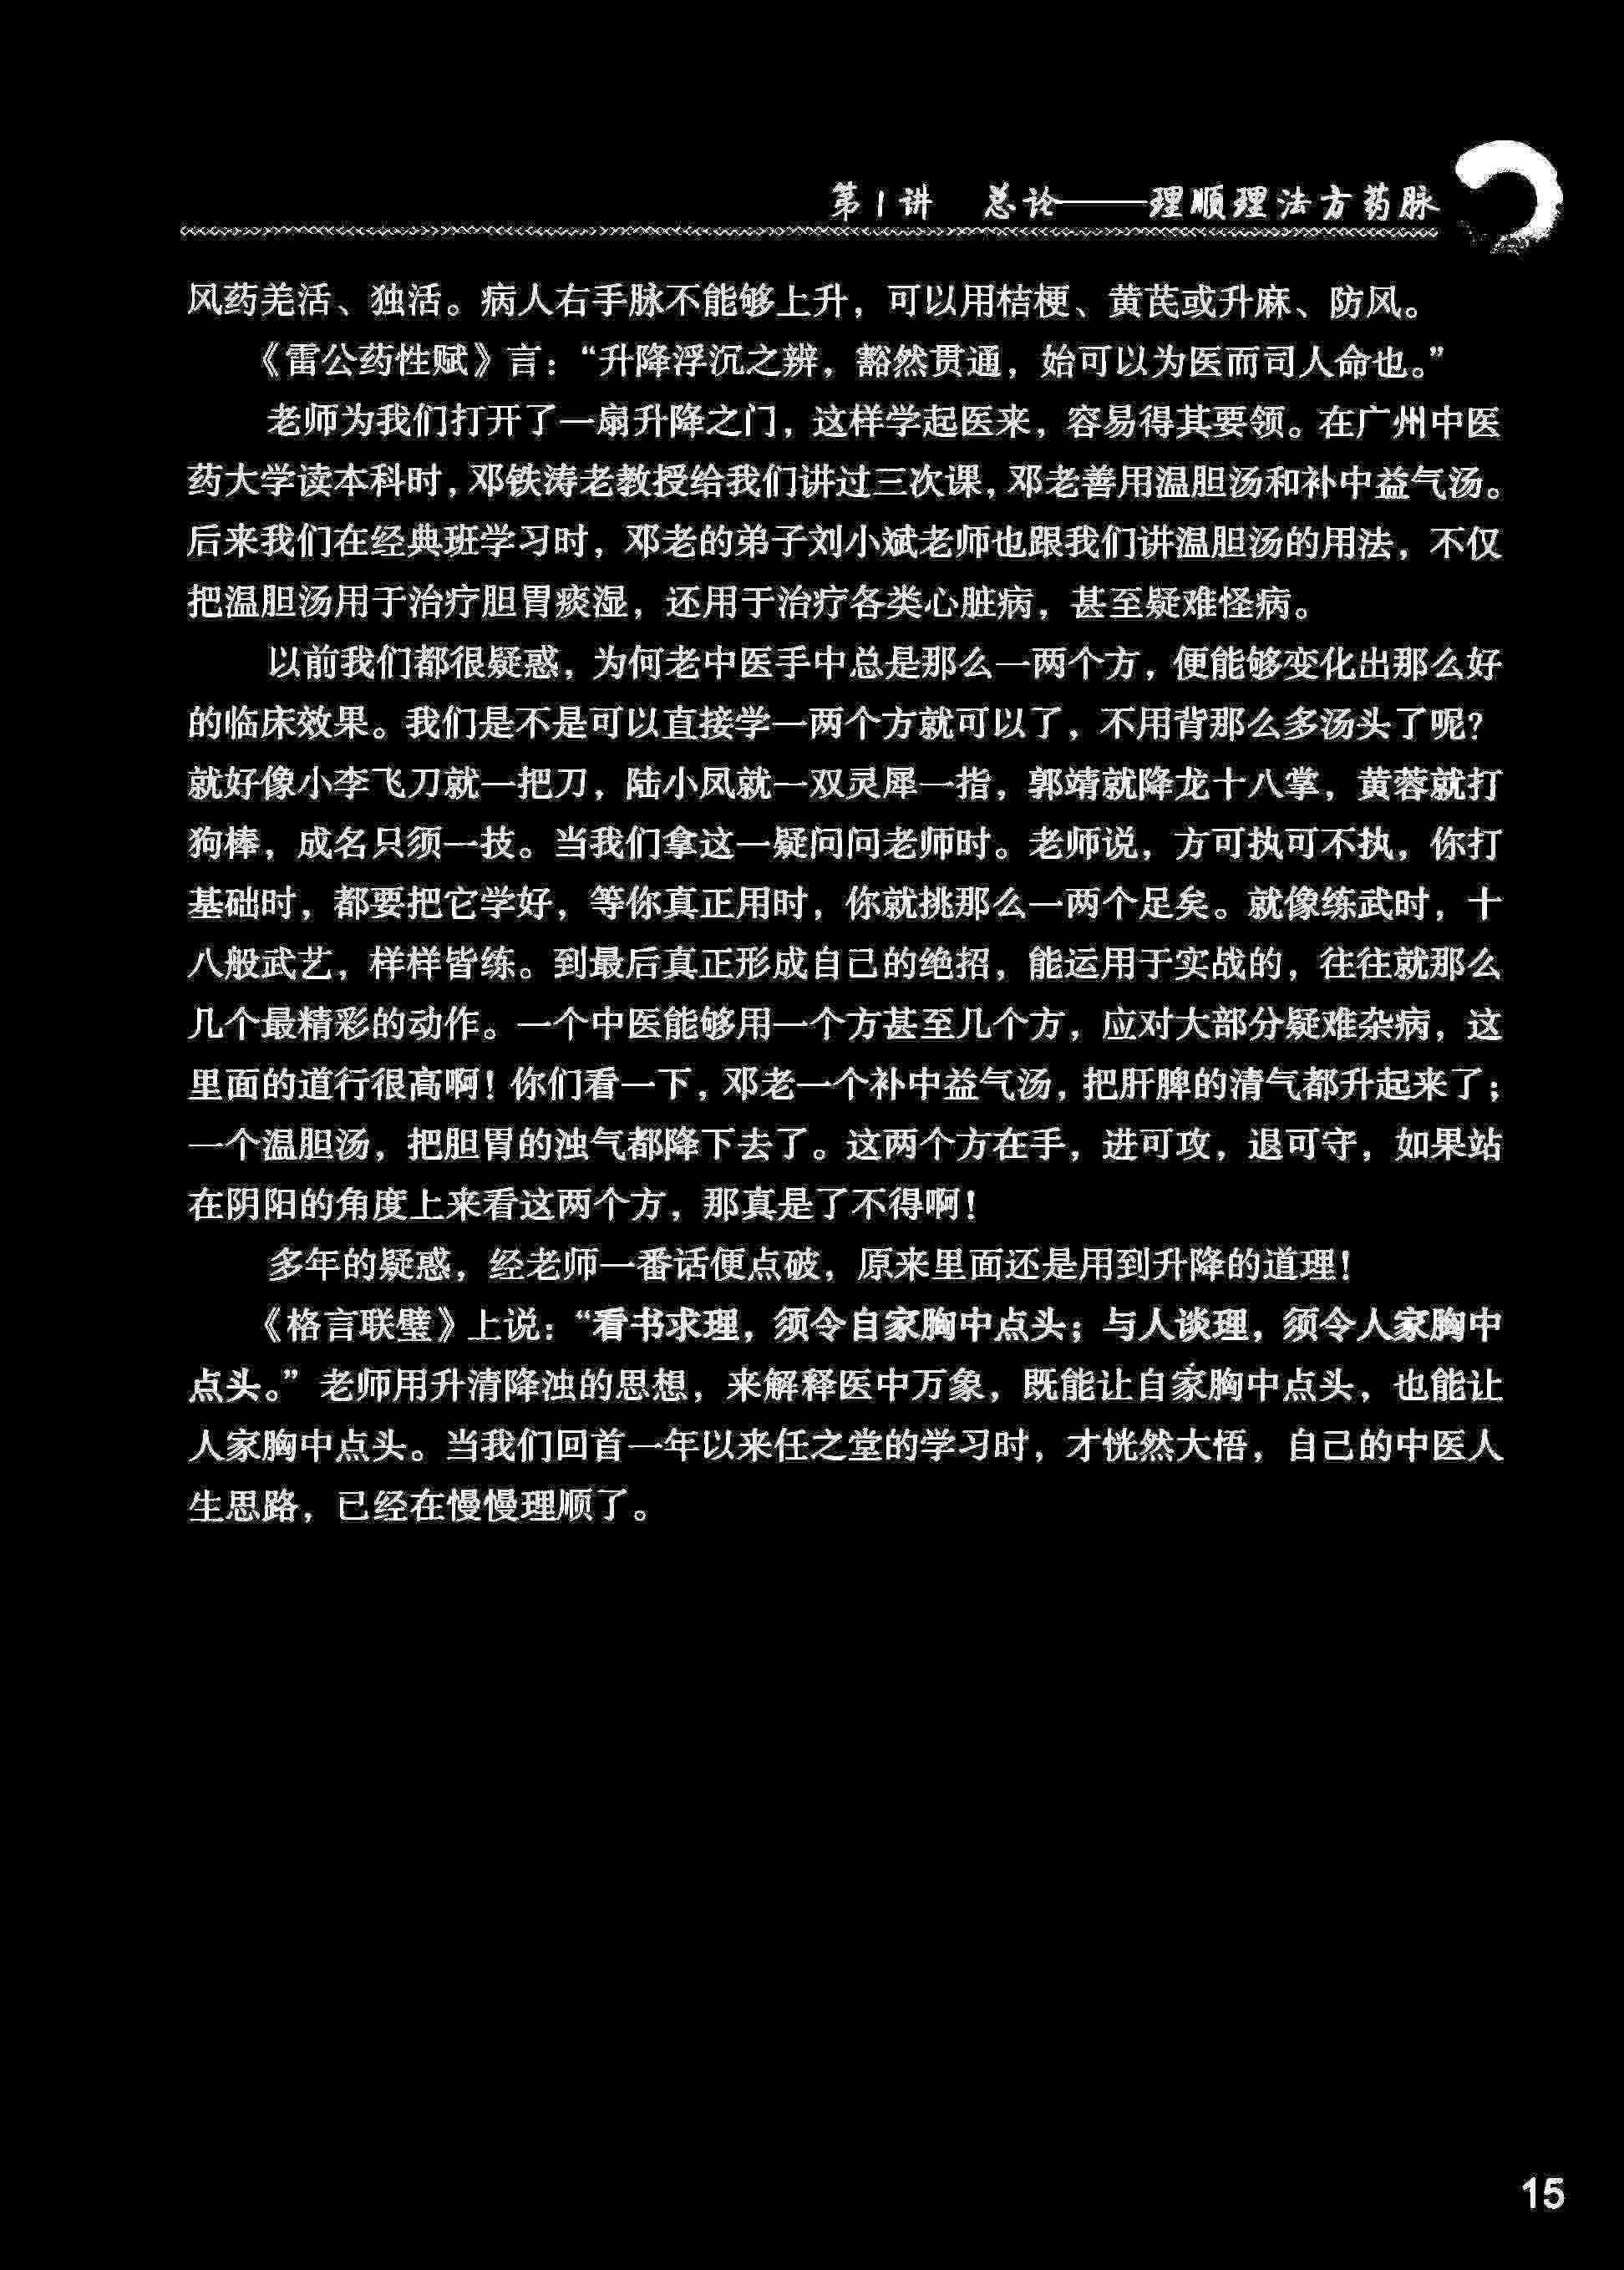 第1讲 总论——理顺理法方药脉
风药羌活、独活。病人右手脉不能够上升，可以用桔梗、黄芪或升麻、防风。
《雷公药性赋》言：“升降浮沉之辨，豁然贯通，始可以为医而司人命也。”
老师为我们打开了一扇升降之门，这样学起医来，容易得其要领。在广州中医
药大学读本科时，邓铁涛老教授给我们讲过三次课，邓老善用温胆汤和补中益气汤。
后来我们在经典班学习时，邓老的弟子刘小斌老师也跟我们讲温胆汤的用法，不仅
把温胆汤用于治疗胆胃痰湿，还用于治疗各类心脏病，甚至疑难怪病。
以前我们都很疑惑，为何老中医手中总是那么一两个方，便能够变化出那么好
的临床效果。我们是不是可以直接学一两个方就可以了，不用背那么多汤头了呢？
就好像小李飞刀就一把刀，陆小凤就一双灵犀一指，郭靖就降龙十八掌，黄蓉就打
狗棒，成名只须一技。当我们拿这一疑问问老师时。老师说，方可执可不执，你打
基础时，都要把它学好，等你真正用时，你就挑那么一两个足矣。就像练武时，十
八般武艺，样样皆练。到最后真正形成自己的绝招，能运用于实战的，往往就那么
几个最精彩的动作。一个中医能够用一个方甚至几个方，应对大部分疑难杂病，这
里面的道行很高啊！你们看一下，邓老一个补中益气汤，把肝脾的清气都升起来了；
一个温胆汤，把胆胃的浊气都降下去了。这两个方在手，进可攻，退可守，如果站
在阴阳的角度上来看这两个方，那真是了不得啊！
多年的疑惑，经老师一番话便点破，原来里面还是用到升降的道理！
《格言联璧》上说：“看书求理，须令自家胸中点头；与人谈理，须令人家胸中
点头。”老师用升清降浊的思想，来解释医中万象，既能让自家胸中点头，也能让
人家胸中点头。当我们回首一年以来任之堂的学习时，才恍然大悟，自己的中医人
生思路，已经在慢慢理顺了。
15